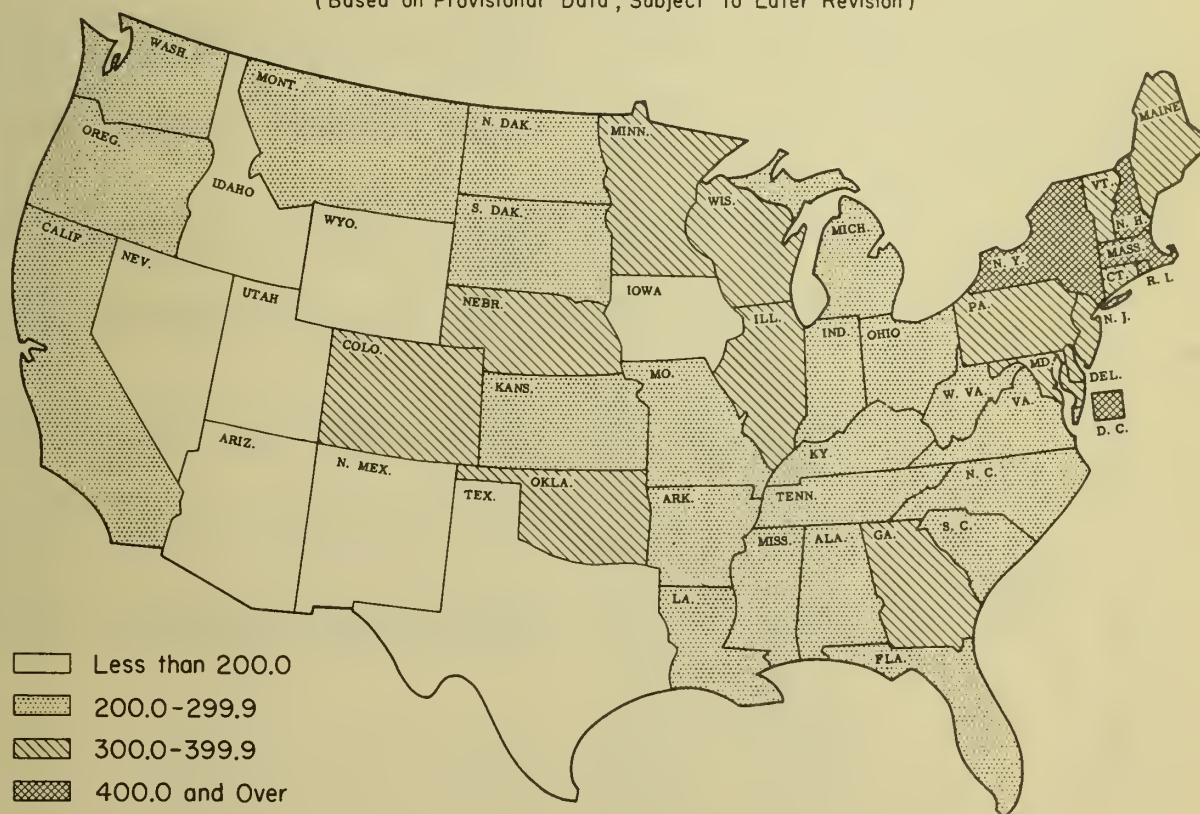 (Based on Provisional Data, Subject To Later Revision)
WASH.
MONT.
N. DAK.
MINN.
MAINE
OREG.
IDAHO
WYO.
S. DAK.
WIS.
MICH.
VT.
N. H.
CALIF
NEV.
UTAH
NEBR.
IOWA
N. Y.
MASS.
CT.
R. I.
COLO.
ILL.
IND.
OHIO
PA.
N. J.
KANS.
MO.
W. VA.
VA.
MD.
DEL.
D. C.
ARIZ.
N. MEX.
TEX.
OKLA.
ARK.
KY.
TENN.
N. C.
MISS.
ALA.
GA.
S. C.
LA.
FLA.
Less than 200.0
200.0-299.9
300.0-399.9
400.0 and Over